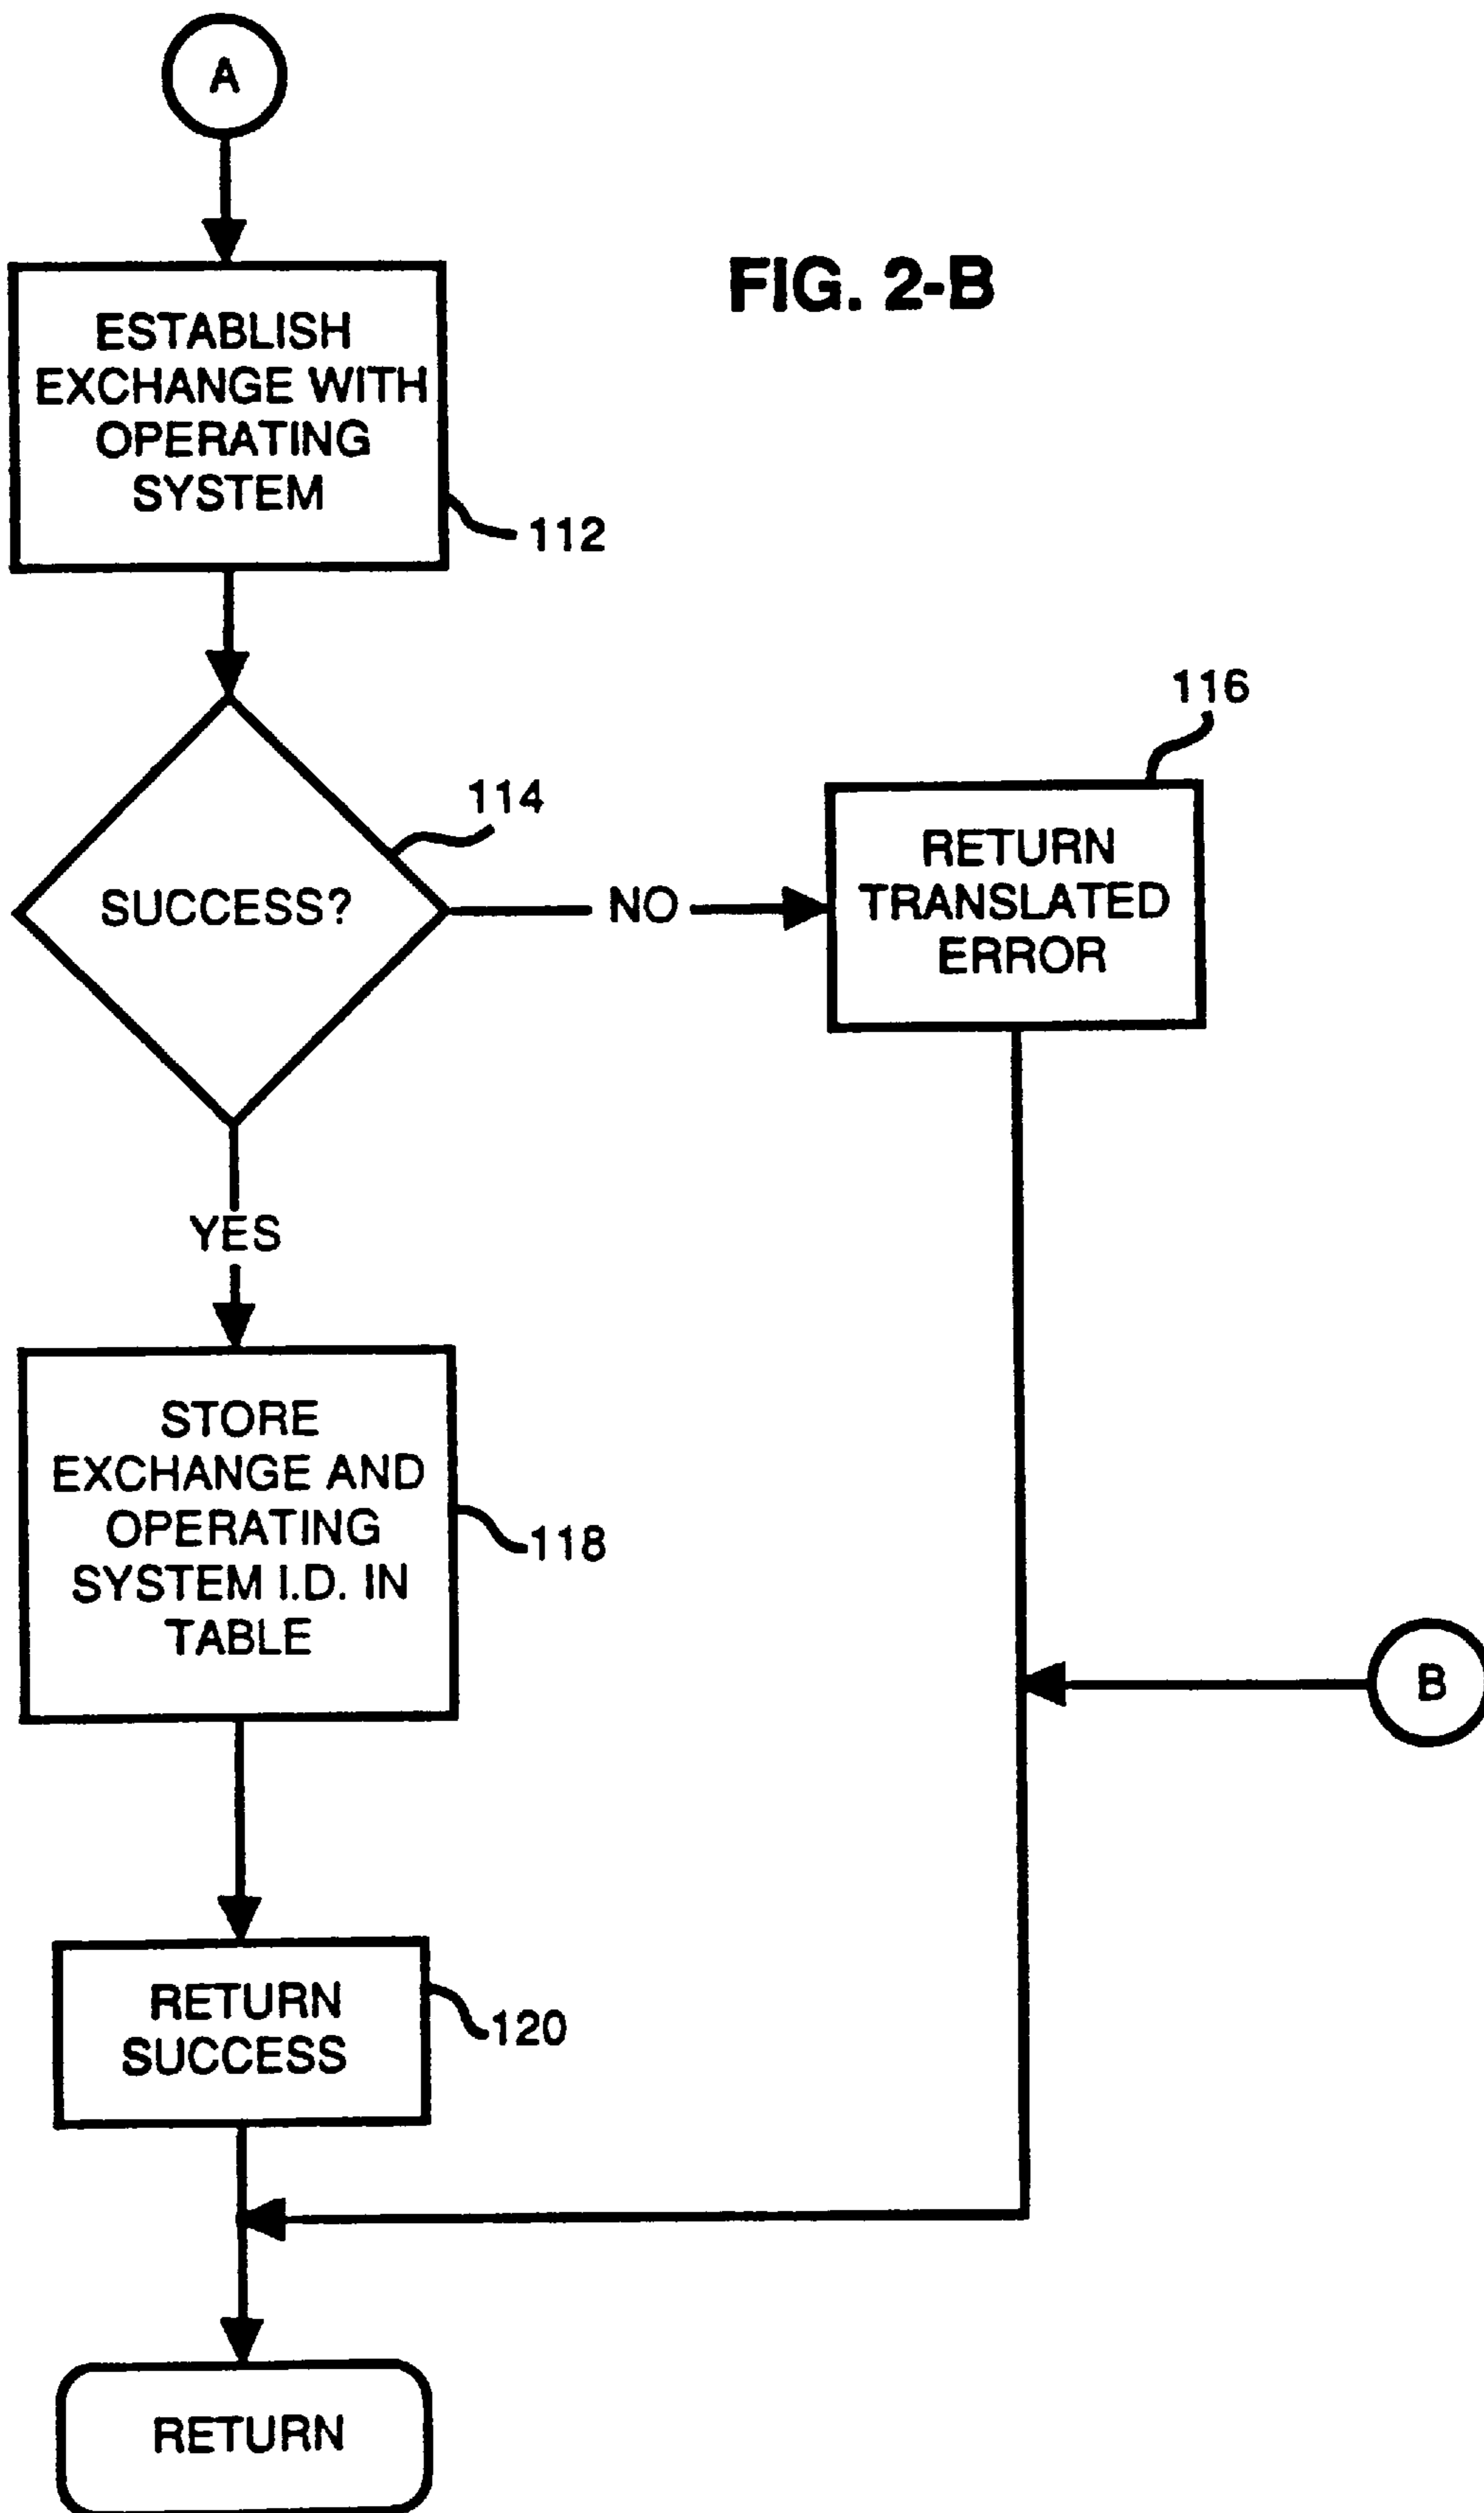 A
FIG. 2-B
ESTABLISH
EXCHANGE WITH
OPERATING
SYSTEM
112
116
114
SUCCESS?
NO
RETURN
TRANSLATED
ERROR
YES
STORE
EXCHANGE AND
OPERATING
SYSTEM I.D. IN
TABLE
118
B
RETURN
SUCCESS
120
RETURN